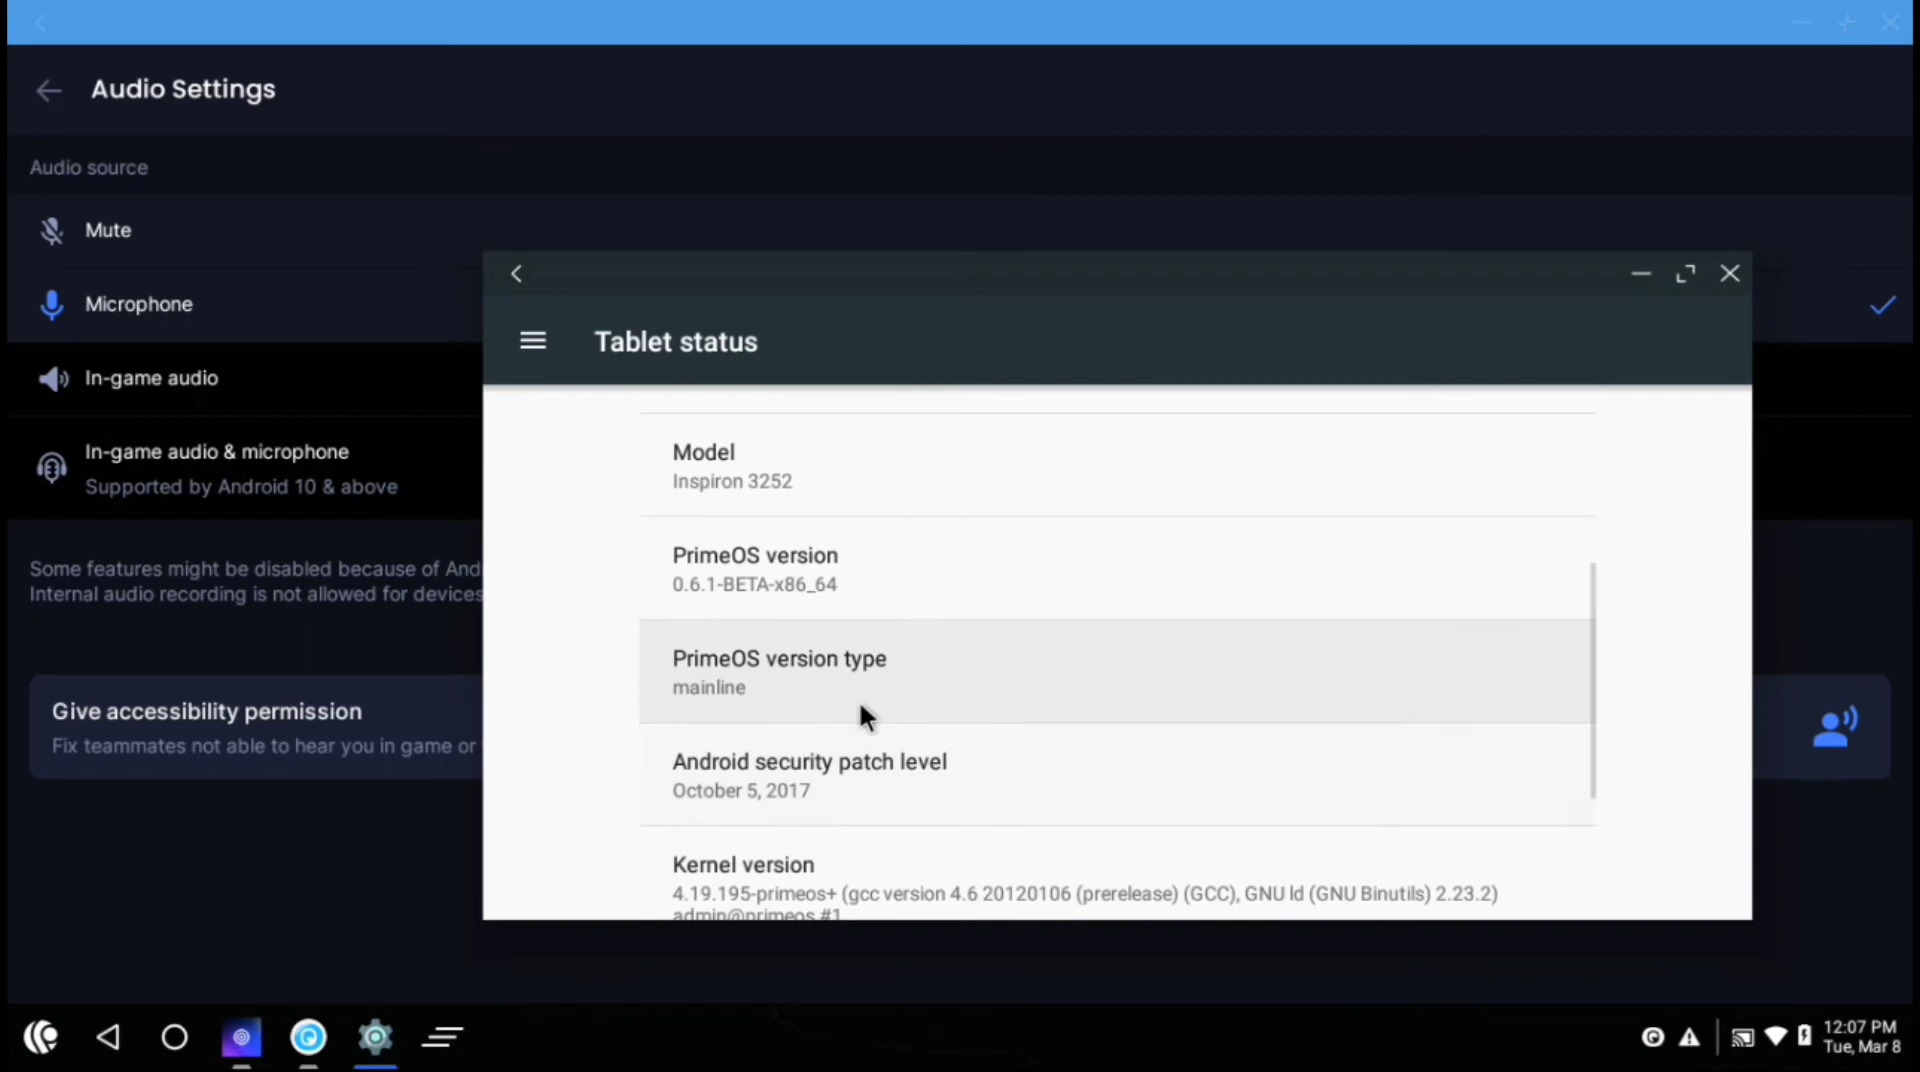 Audio Settings
Audio source
Mute
Microphone
In-game audio
In-game audio & microphone
Supported by Android 10 & above
Some features might be disabled because of And
Internal audio recording is not allowed for devices
Give accessibility permission
Fix teammates not able to hear you in game or
Tablet status
Model
Inspiron 3252
PrimeOS version
0.6.1-BETA-x86_64
PrimeOS version type
mainline
Android security patch level
October 5, 2017
Kernel version
4.19.195-primeos+ (gcc version 4.6 20120106 (prerelease) (GCC), GNU ld (GNU Binutils) 2.23.2)
admin@primeos #1
12:07 PM
Tue, Mar 8